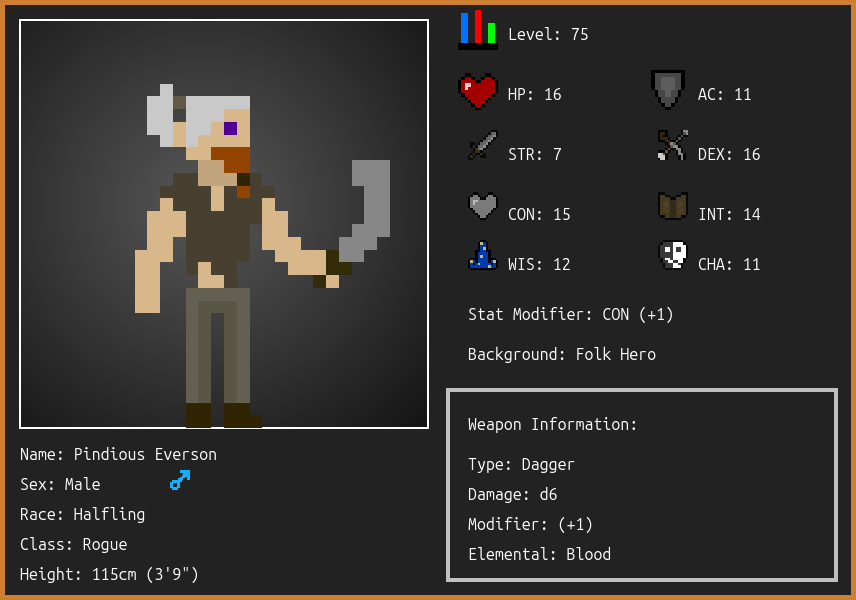 Level: 75
HP: 16
AC: 11
STR: 7
DEX: 16
CON: 15
INT: 14
WIS: 12
CHA: 11
Stat Modifier: CON (+1)
Background: Folk Hero
Weapon Information:
Type: Dagger
Damage: d6
Modifier: (+1)
Elemental: Blood
Name: Pindious Everson
Sex: Male
Race: Halfling
Class: Rogue
Height: 115cm (3'9")